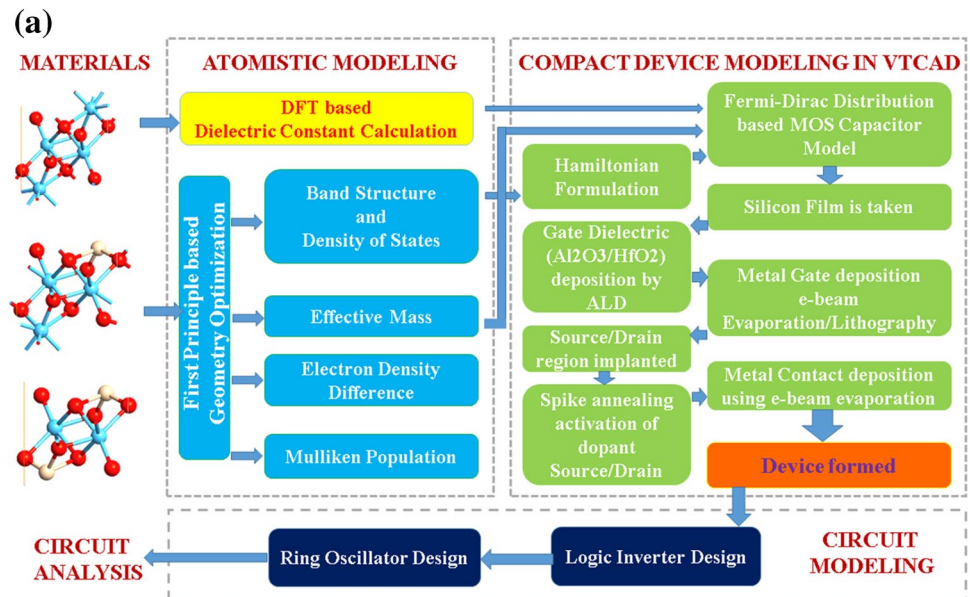 (a)
MATERIALS
ATOMISTIC MODELING
DFT based
Dielectric Constant Calculation
First Principle based
Geometry Optimization
Band Structure
and
Density of States
Effective Mass
Electron Density
Difference
Mulliken Population
COMPACT DEVICE MODELING IN VTCAD
Fermi-Dirac Distribution
based MOS Capacitor
Model
Hamiltonian
Formulation
Silicon Film is taken
Gate Dielectric
(Al2O3/HfO2)
deposition by
ALD
Metal Gate deposition
e-beam
Evaporation/Lithography
Source/Drain
region implanted
Metal Contact deposition
using e-beam evaporation
Spike annealing
activation of
dopant
Source/Drain
Device formed
CIRCUIT
ANALYSIS
Ring Oscillator Design
Logic Inverter Design
CIRCUIT
MODELING